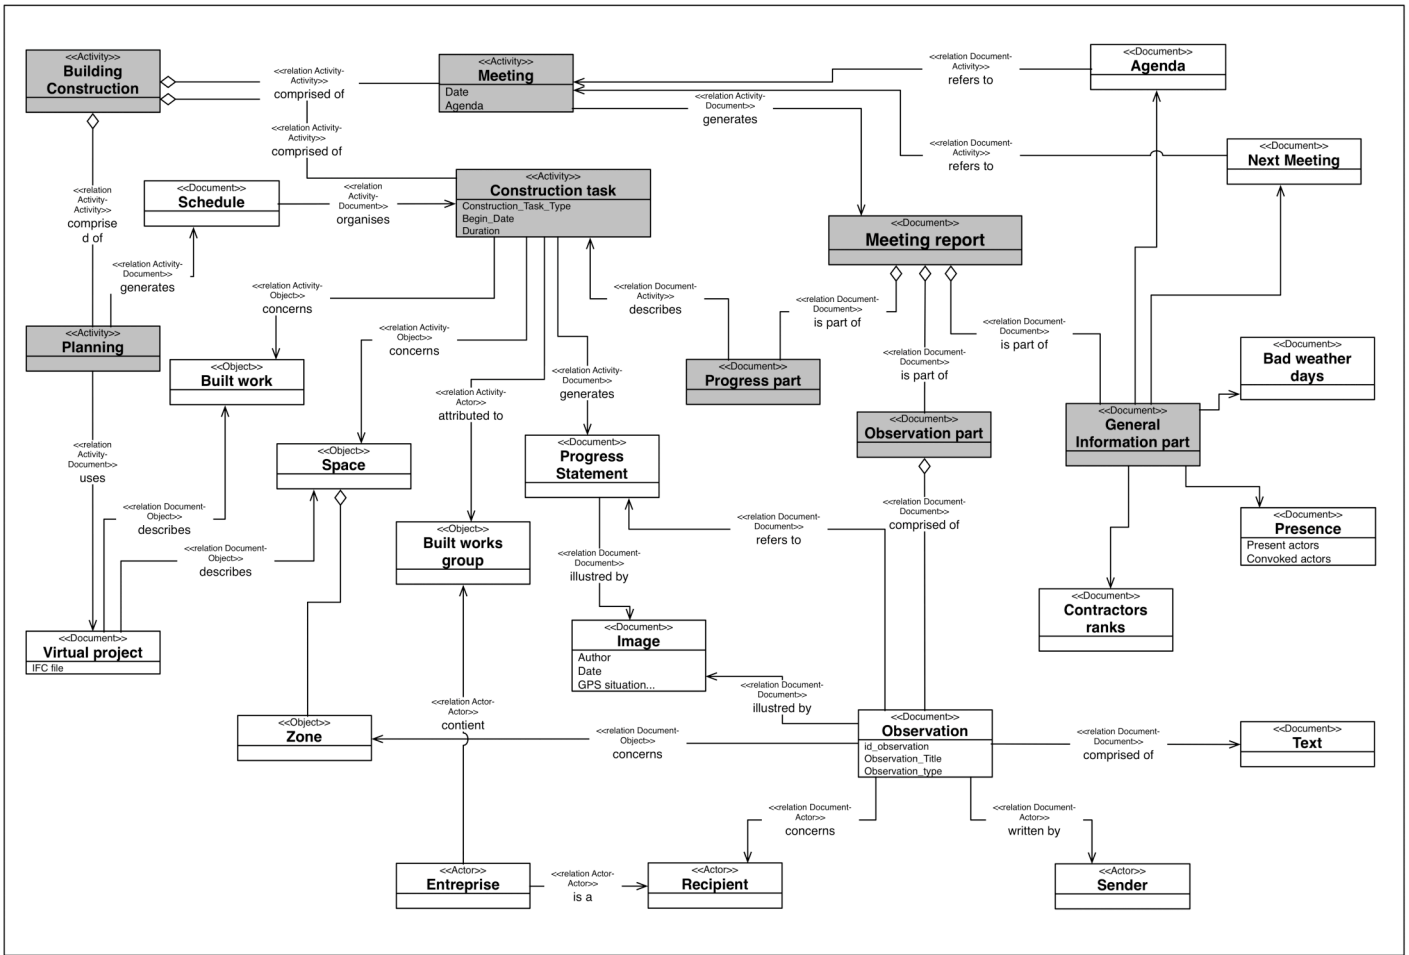 <<Activity>>
Building
Construction
<<relation Activity-
Activity>>
comprised of
<<Activity>>
Meeting
Date
Agenda
<<relation Document-
Activity>>
refers to
<<Document>>
Agenda
<<relation Activity-
Document>>
generates
<<relation Activity-
Activity>>
comprised of
<<relation Document-
Activity>>
refers to
<<Document>>
Next Meeting
<<relation
Activity-
Activity>>
comprise
d of
<<Document>>
Schedule
<<relation
Activity-
Document>>
organises
<<Activity>>
Construction task
Construction_Task_Type
Begin_Date
Duration
<<Document>>
Meeting report
<<relation Activity-
Document>>
generates
<<relation Activity-
Object>>
concerns
<<relation Document-
Activity>>
describes
<<relation Document-
Document>>
is part of
<<relation Document-
Document>>
is part of
<<Activity>>
Planning
<<relation Activity-
Object>>
concerns
<<relation Document-
Document>>
is part of
<<Document>>
Bad weather
days
<<Object>>
Built work
<<relation Activity-
Actor>>
attributed to
<<relation Activity-
Document>>
generates
<<Document>>
Progress part
<<Document>>
Observation part
<<Document>>
General
Information part
<<relation
Activity-
Document>>
uses
<<Object>>
Space
<<Document>>
Progress
Statement
<<relation Document-
Object>>
describes
<<relation Document-
Object>>
describes
<<Object>>
Built works
group
<<relation Document-
Document>>
refers to
<<relation Document-
Document>>
comprised of
<<Document>>
Presence
Present actors
Convoked actors
<<relation Document-
Document>>
illustred by
<<Document>>
Contractors
ranks
<<Document>>
Virtual project
IFC file
<<Document>>
Image
Author
Date
GPS situation...
<<relation Document-
Document>>
illustred by
<<relation Actor-
Actor>>
contient
<<Object>>
Zone
<<relation Document-
Object>>
concerns
<<Document>>
Observation
id_observation
Observation_Title
Observation_type
<<relation Document-
Document>>
comprised of
<<Document>>
Text
<<relation Document-
Actor>>
concerns
<<relation Document-
Actor>>
written by
<<Actor>>
Entreprise
<<relation Actor-
Actor>>
is a
<<Actor>>
Recipient
<<Actor>>
Sender